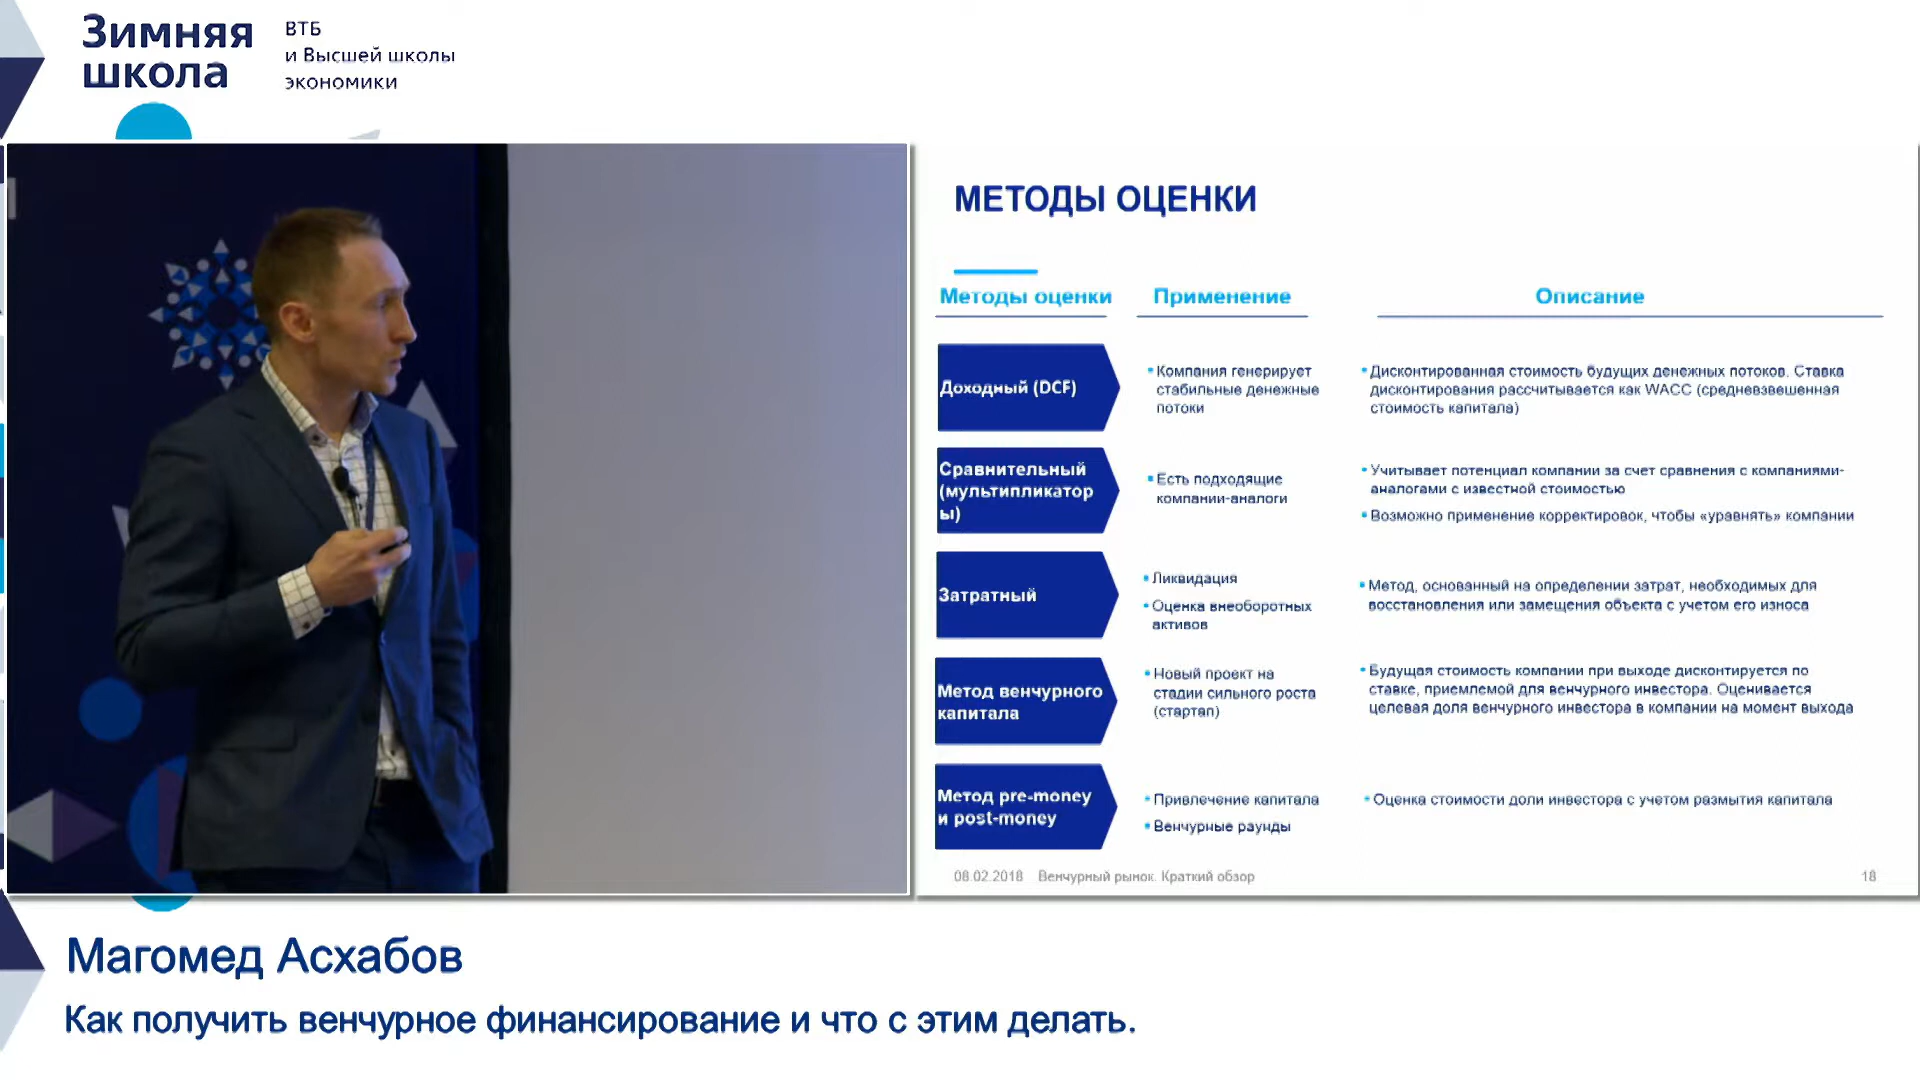 Зимняя
школа
ВТБ
и Высшей школы
экономики
МЕТОДЫ ОЦЕНКИ
Методы оценки
Применение
Описание
Доходный (DCF)
Компания генерирует
стабильные денежные
потоки
Дисконтированная стоимость будущих денежных потоков. Ставка
дисконтирования рассчитывается как WACC (средневзвешенная
стоимость капитала)
Сравнительный
(мультипликатор
ы)
Есть подходящие
компании-аналоги
Учитывает потенциал компании за счет сравнения с компаниями-
аналогами с известной стоимостью
Возможно применение корректировок, чтобы «уравнять» компании
Затратный
Ликвидация
Оценка внеоборотных
активов
Метод, основанный на определении затрат, необходимых для
восстановления или замещения объекта с учетом его износа
Метод венчурного
капитала
Новый проект на
стадии сильного роста
(стартап)
Будущая стоимость компании при выходе дисконтируется по
ставке, приемлемой для венчурного инвестора. Оценивается
целевая доля венчурного инвестора в компании на момент выхода
Метод pre-money
и post-money
Привлечение капитала
Венчурные раунды
Оценка стоимости доли инвестора с учетом размытия капитала
08.02.2018 Венчурный рынок. Краткий обзор
18
Магомед Асхабов
Как получить венчурное финансирование и что с этим делать.